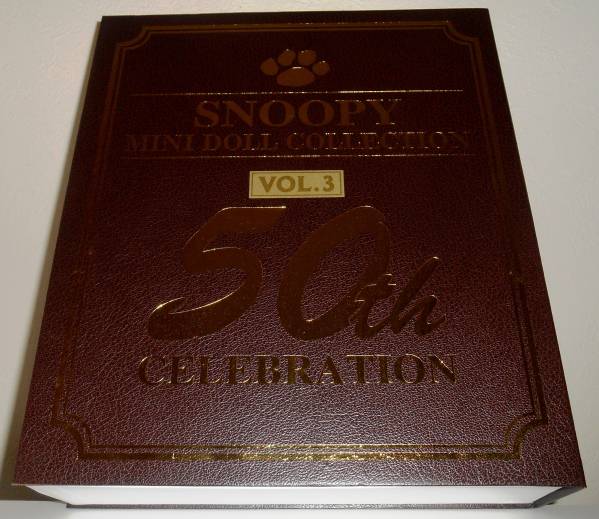 SNOOPY
MINI DOLL COLLECTION
VOL.3
50th
CELEBRATION